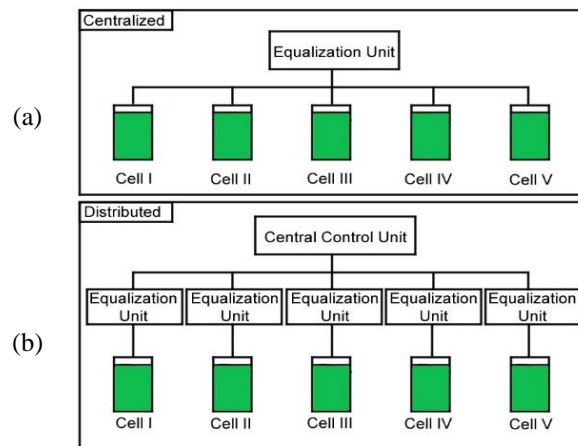 Centralized
Equalization Unit
(a)
Cell I Cell II Cell III Cell IV Cell V
Distributed
Central Control Unit
Equalization Unit
Equalization Unit
Equalization Unit
Equalization Unit
Equalization Unit
(b)
Cell I Cell II Cell III Cell IV Cell V